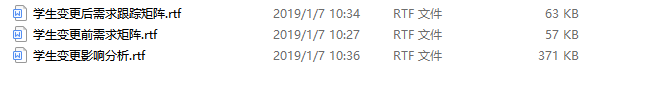 学生变更后需求跟踪矩阵.rtf 2019/1/7 10:34 RTF 文件 63 KB
学生变更前需求矩阵.rtf 2019/1/7 10:27 RTF 文件 57 KB
学生变更影响分析.rtf 2019/1/7 10:36 RTF 文件 371 KB